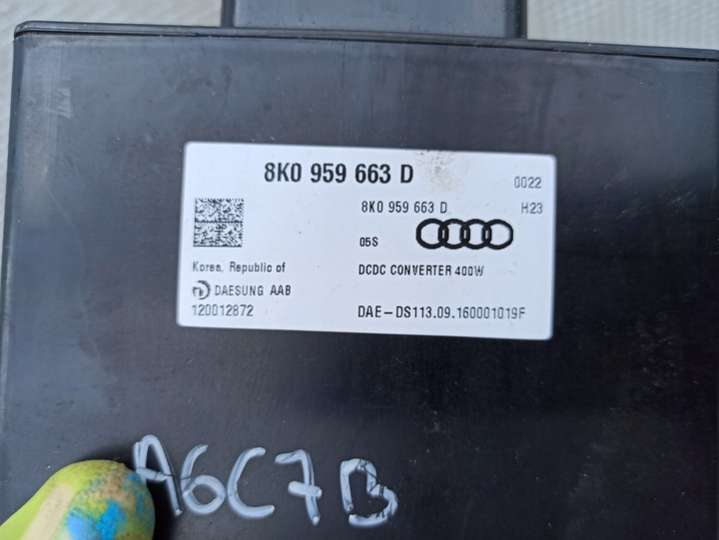 8K0 959 663 D
0022
8K0 959 663 D
H23
05S
Korea, Republic of
DCDC CONVERTER 400W
DAESUNG AAB
120012872
DAE-DS113.09.160001019F
A6C7B